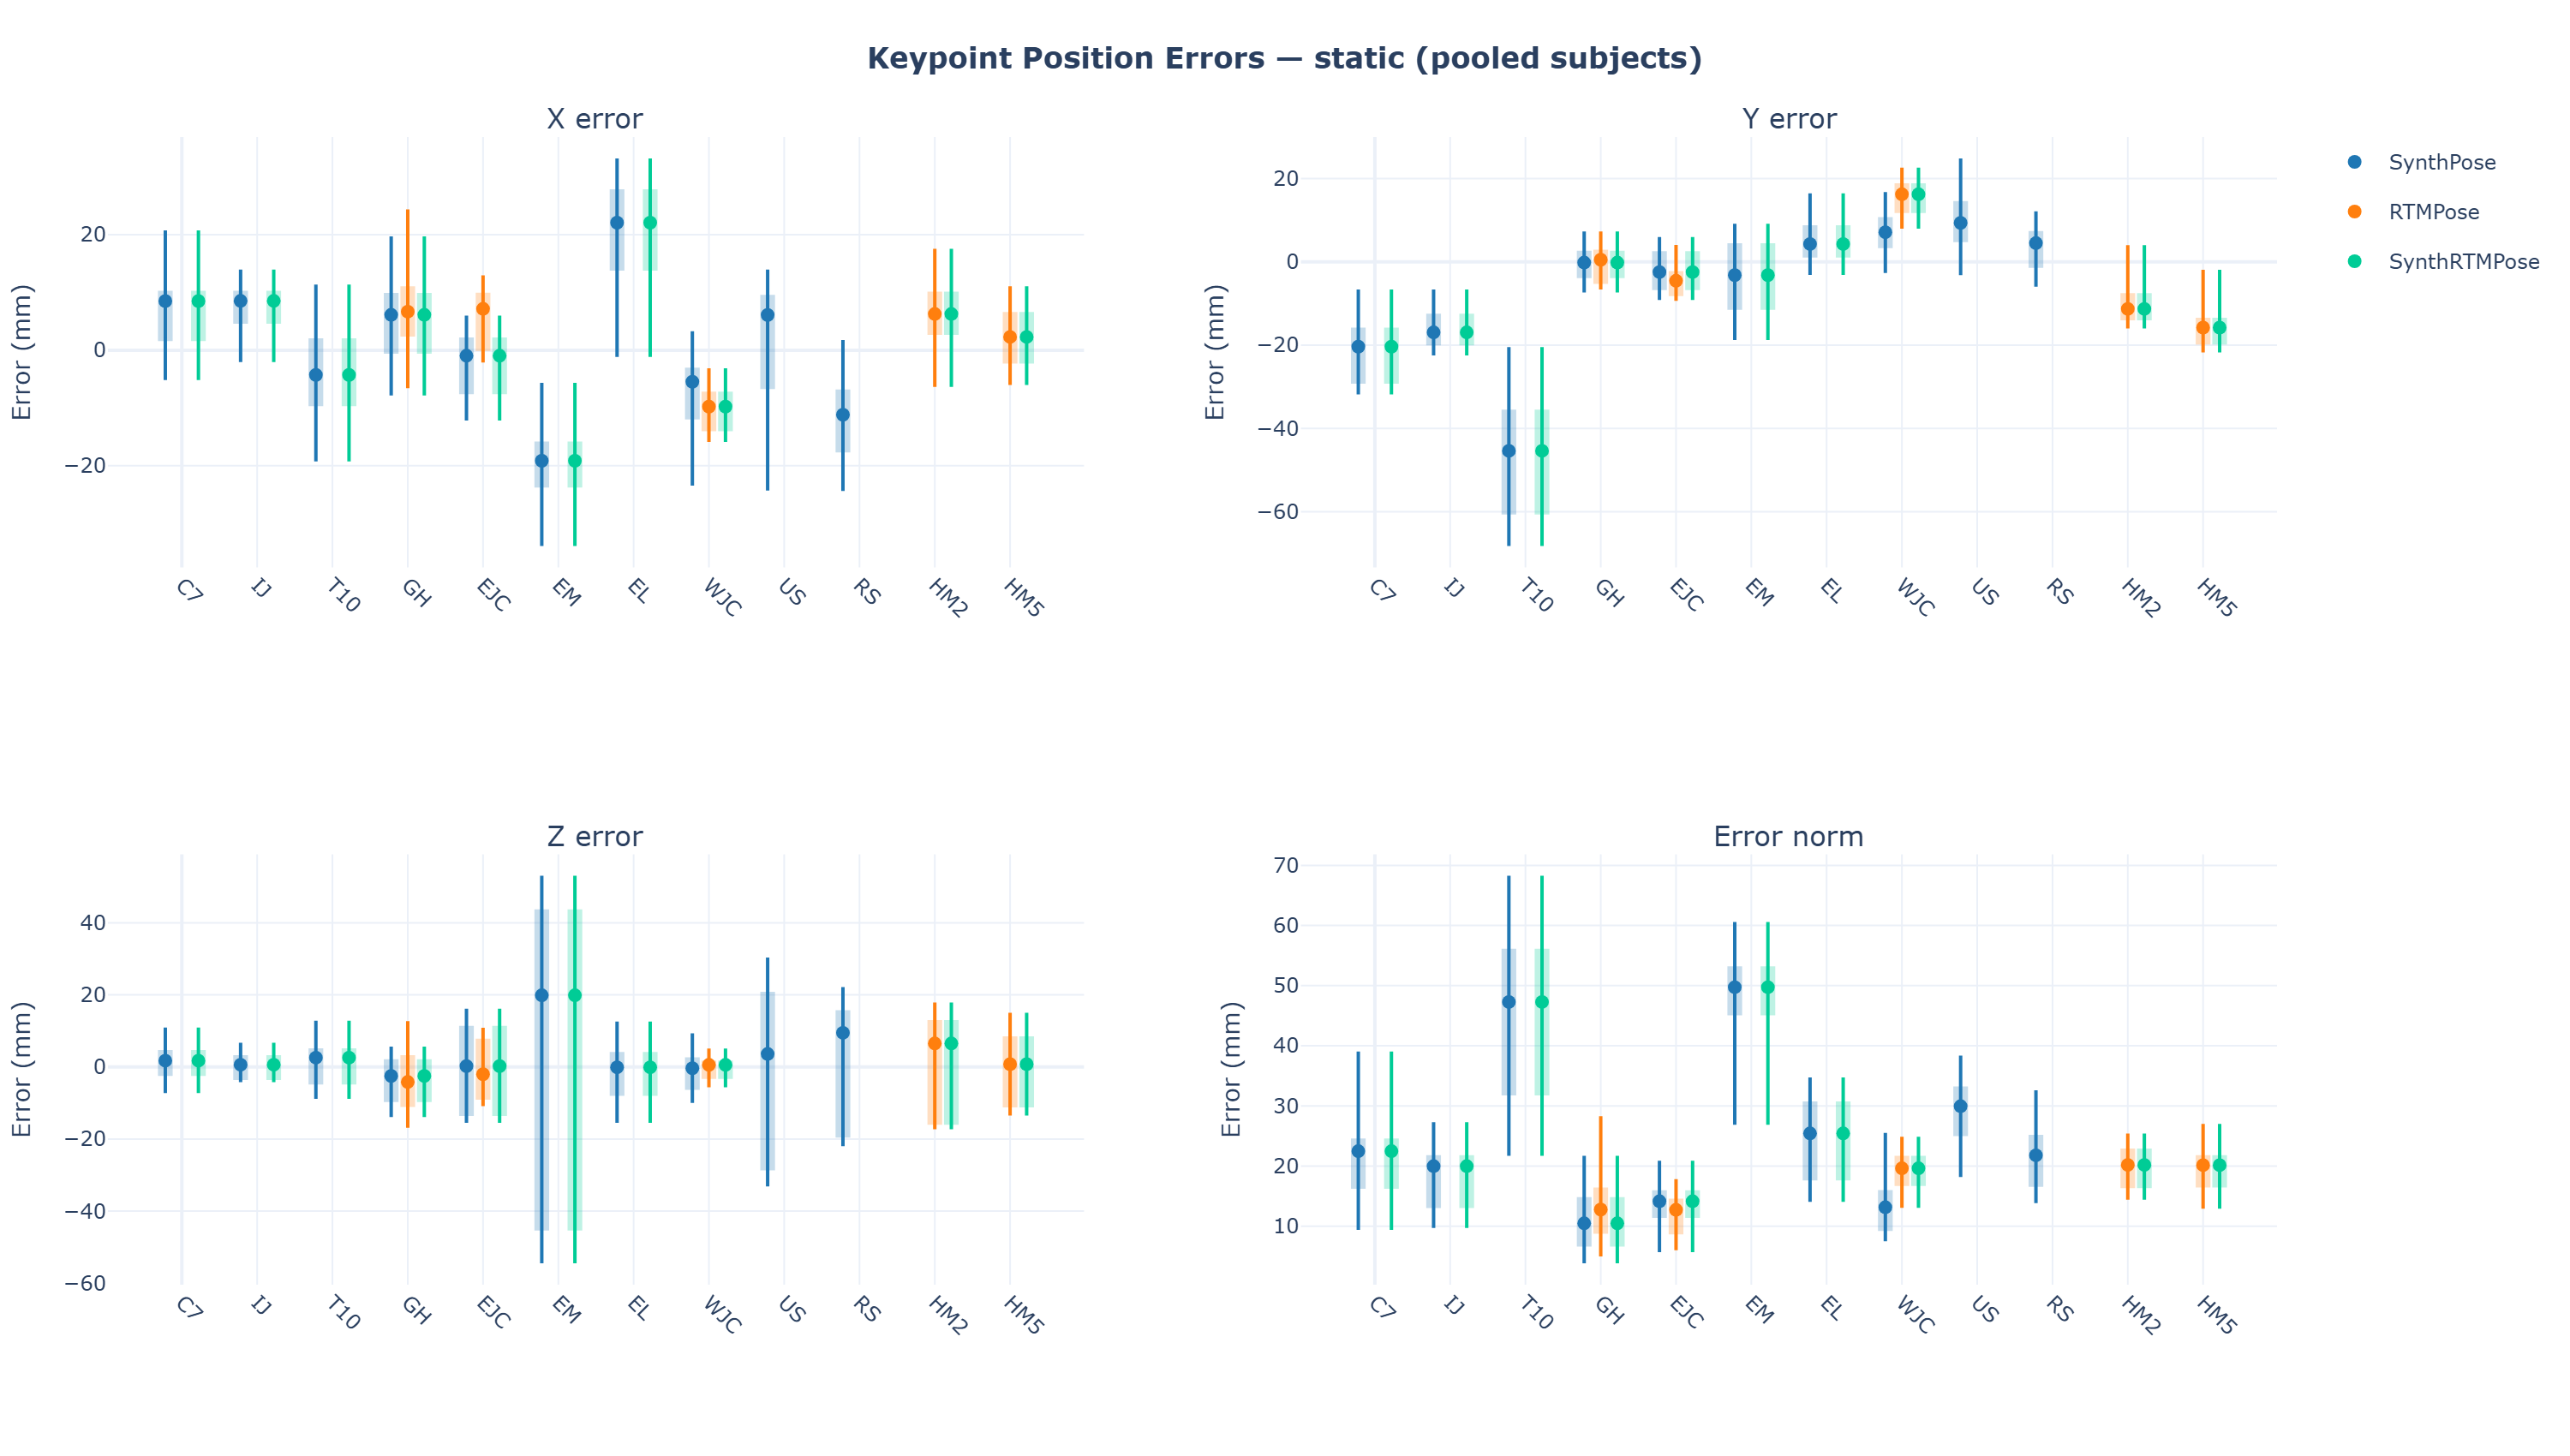 Keypoint Position Errors — static (pooled subjects)
X error
Error (mm)
20
0
−20
C7
IJ
T10
GH
EJC
EM
EL
WJC
US
RS
HM2
HM5
Y error
Error (mm)
20
0
−20
−40
−60
C7
IJ
T10
GH
EJC
EM
EL
WJC
US
RS
HM2
HM5
SynthPose
RTMPose
SynthRTMPose
Z error
Error (mm)
40
20
0
−20
−40
−60
C7
IJ
T10
GH
EJC
EM
EL
WJC
US
RS
HM2
HM5
Error norm
Error (mm)
70
60
50
40
30
20
10
C7
IJ
T10
GH
EJC
EM
EL
WJC
US
RS
HM2
HM5